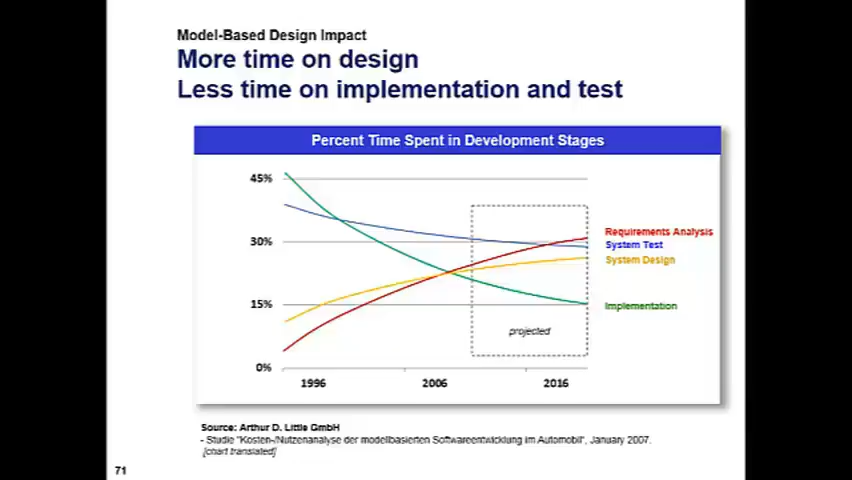 Model-Based Design Impact
More time on design
Less time on implementation and test
Percent Time Spent in Development Stages
45%
30%
15%
0%
Requirements Analysis
System Test
System Design
Implementation
projected
1996
2006
2016
Source: Arthur D. Little GmbH
- Studie "Kosten-/Nutzenanalyse der modellbasierten Softwareentwicklung im Automobil", January 2007.
[chart translated]
71